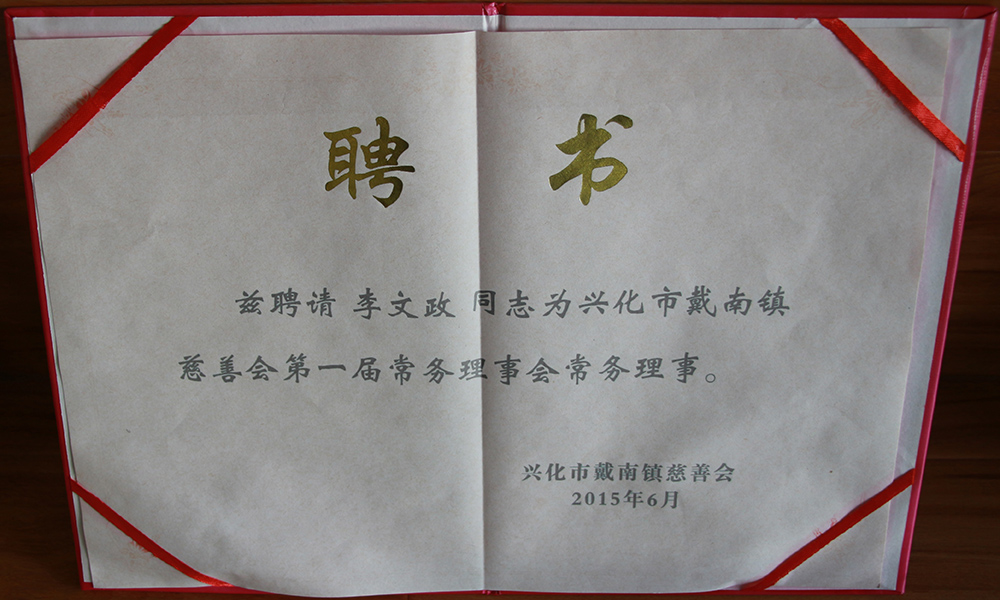 聘书
兹聘请 李文政 同志为兴化市戴南镇
慈善会第一届常务理事会常务理事。
兴化市戴南镇慈善会
2015年6月